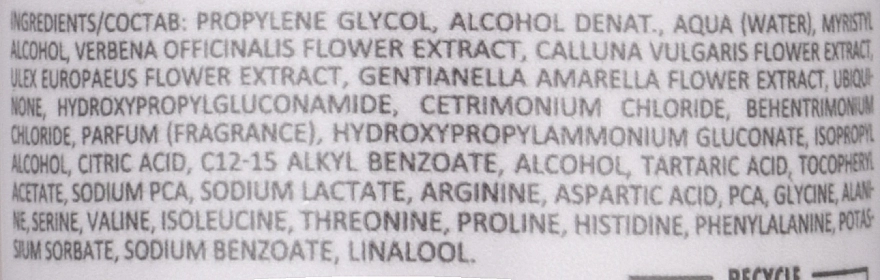 INGREDIENTS/СОСТАВ: PROPYLENE GLYCOL, ALCOHOL DENAT., AQUA (WATER), MYRISTYL
ALCOHOL, VERBENA OFFICINALIS FLOWER EXTRACT, CALLUNA VULGARIS FLOWER EXTRACT,
ULEX EUROPAEUS FLOWER EXTRACT, GENTIANELLA AMARELLA FLOWER EXTRACT, UBIQUI-
NONE, HYDROXYPROPYLGLUCONAMIDE, CETRIMONIUM CHLORIDE, BEHENTRIMONIUM
CHLORIDE, PARFUM (FRAGRANCE), HYDROXYPROPYLAMMONIUM GLUCONATE, ISOPROPYL
ALCOHOL, CITRIC ACID, C12-15 ALKYL BENZOATE, ALCOHOL, TARTARIC ACID, TOCOPHERYL
ACETATE, SODIUM PCA, SODIUM LACTATE, ARGININE, ASPARTIC ACID, PCA, GLYCINE, ALANI-
NE, SERINE, VALINE, ISOLEUCINE, THREONINE, PROLINE, HISTIDINE, PHENYLALANINE, POTAS-
SIUM SORBATE, SODIUM BENZOATE, LINALOOL.
RECYCLE